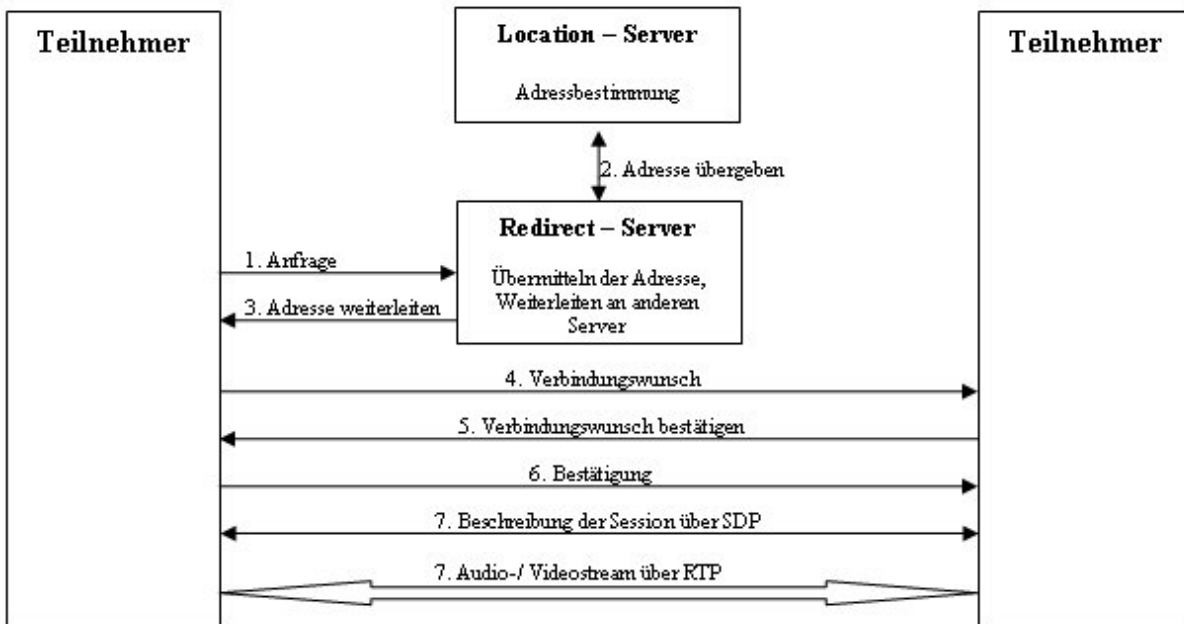 Teilnehmer
Location – Server
Adressbestimmung
Teilnehmer
2. Adresse übergeben
Redirect – Server
Übermitteln der Adresse,
Weiterleiten an anderen
Server
1. Anfrage
3. Adresse weiterleiten
4. Verbindungswunsch
5. Verbindungswunsch bestätigen
6. Bestätigung
7. Beschreibung der Session über SDP
7. Audio-/ Videostream über RTP